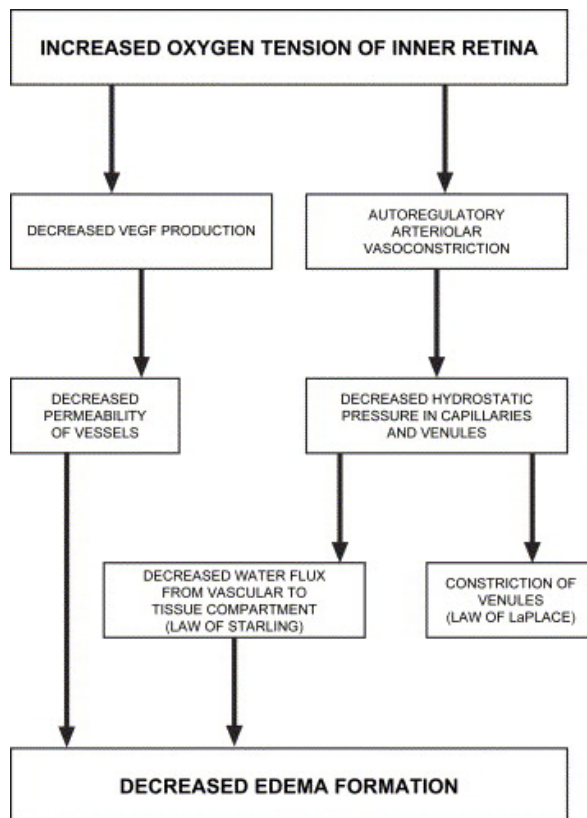 INCREASED OXYGEN TENSION OF INNER RETINA
DECREASED VEGF PRODUCTION
AUTOREGULATORY
ARTERIOLAR
VASOCONSTRICTION
DECREASED
PERMEABILITY
OF VESSELS
DECREASED HYDROSTATIC
PRESSURE IN CAPILLARIES
AND VENULES
DECREASED WATER FLUX
FROM VASCULAR TO
TISSUE COMPARTMENT
(LAW OF STARLING)
CONSTRICTION OF
VENULES
(LAW OF LaPLACE)
DECREASED EDEMA FORMATION